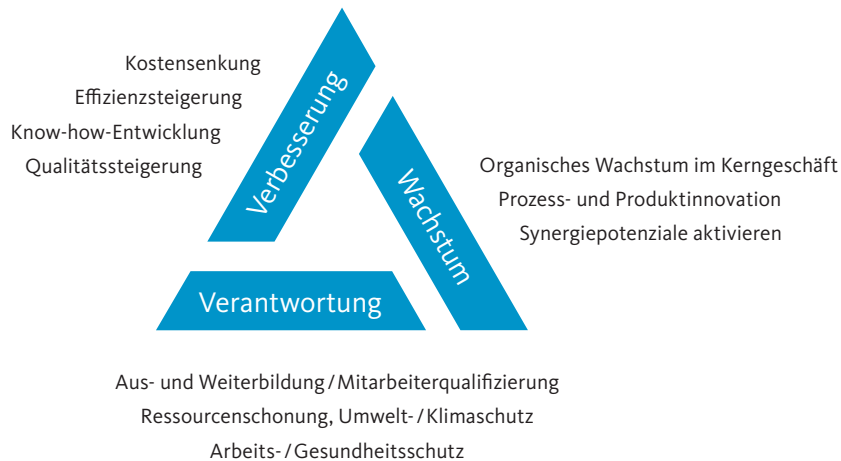 Kostensenkung
Effizienzsteigerung
Know-how-Entwicklung
Qualitätssteigerung
Verbesserung
Wachstum
Organisches Wachstum im Kerngeschäft
Prozess- und Produktinnovation
Synergiepotenziale aktivieren
Verantwortung
Aus- und Weiterbildung / Mitarbeiterqualifizierung
Ressourcenschonung, Umwelt- / Klimaschutz
Arbeits- / Gesundheitsschutz